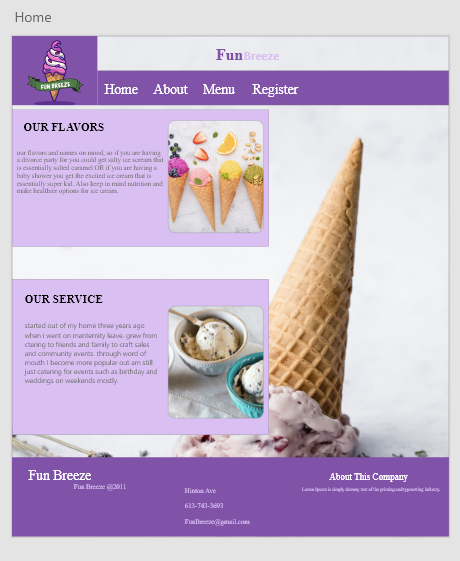 Home
FunBreeze
FUN BREEZE
Home About Menu Register
OUR FLAVORS
our flavors and names on mood, so if you are having
a divorce party for you could get salty ice scream that
is essentially salted caramel OR if you are having a
baby shower you get the excited ice cream that is
essentially super kid. Also keep in mind nutrition and
make healthier options for ice cream.
OUR SERVICE
started out of my home three years ago
when i went on manternity leave. grew from
ctering to friends and family to craft sales
and community events. through word of
mouth I become more popular out am still
just catering for events such as birthday and
weddings on weekends mostly.
Fun Breeze
Fun Breeze @2011
Hinton Ave
613-743-3693
FunBreeze@gmail.com
About This Company
Lorem Ipsum is simply dummy text of the printing and typesetting industry.